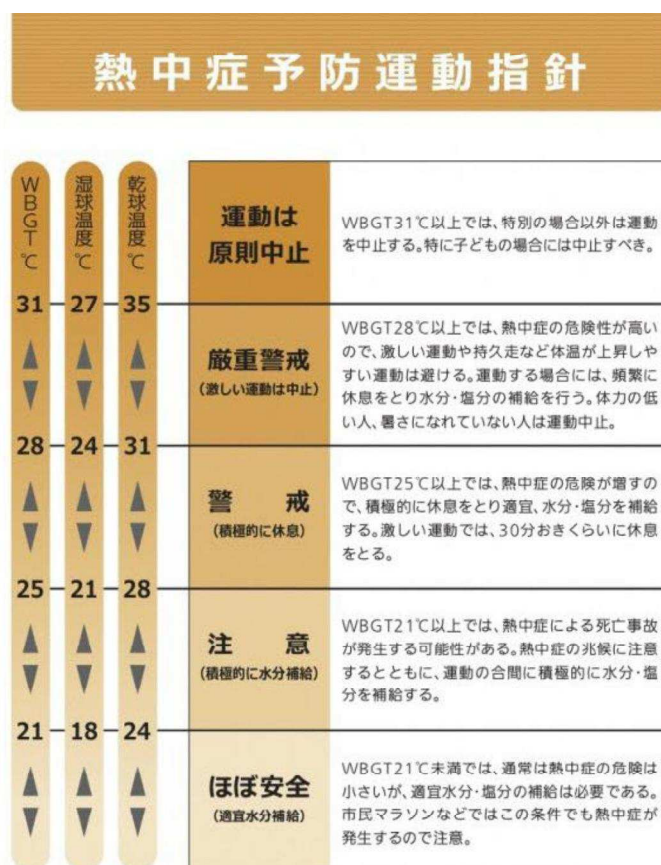 熱中症予防運動指針
WBGT℃
湿球温度℃
乾球温度℃
運動は
原則中止
WBGT31℃以上では、特別の場合以外は運動
を中止する。特に子どもの場合には中止すべき。
31 27 35
厳重警戒
(激しい運動は中止)
WBGT28℃以上では、熱中症の危険性が高い
ので、激しい運動や持久走など体温が上昇しや
すい運動は避ける。運動する場合には、頻繁に
休息をとり水分・塩分の補給を行う。体力の低
い人、暑さになれていない人は運動中止。
28 24 31
警 戒
(積極的に休息)
WBGT25℃以上では、熱中症の危険が増すの
で、積極的に休息をとり適宜、水分・塩分を補給
する。激しい運動では、30分おきくらいに休息
をとる。
25 21 28
注 意
(積極的に水分補給)
WBGT21℃以上では、熱中症による死亡事故
が発生する可能性がある。熱中症の兆候に注意
するとともに、運動の合間に積極的に水分・塩
分を補給する。
21 18 24
ほぼ安全
(適宜水分補給)
WBGT21℃未満では、通常は熱中症の危険は
小さいが、適宜水分・塩分の補給は必要である。
市民マラソンなどではこの条件でも熱中症が
発生するので注意。